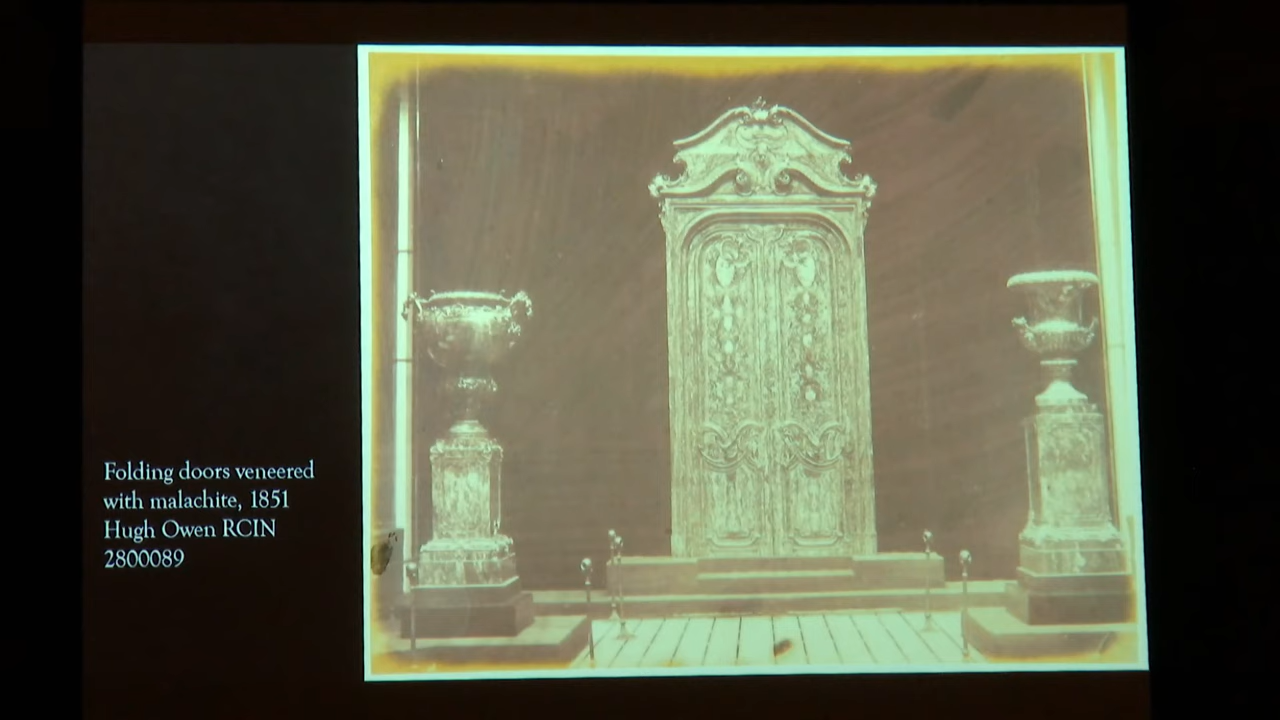 Folding doors veneered
with malachite, 1851
Hugh Owen RCIN
2800089